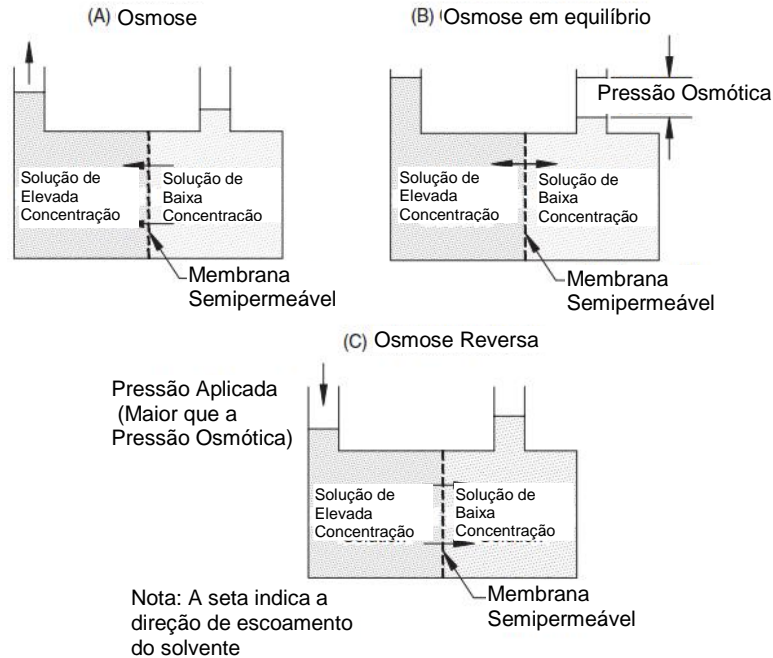 (A) Osmose
Solução de
Elevada
Concentração
Solução de
Baixa
Concentracão
Membrana
Semipermeável
(B) Osmose em equilíbrio
Pressão Osmótica
Solução de
Elevada
Concentração
Solução de
Baixa
Concentração
Membrana
Semipermeável
(C) Osmose Reversa
Pressão Aplicada
(Maior que a
Pressão Osmótica)
Solução de
Elevada
Concentração
Solução de
Baixa
Concentração
Membrana
Semipermeável
Nota: A seta indica a
direção de escoamento
do solvente